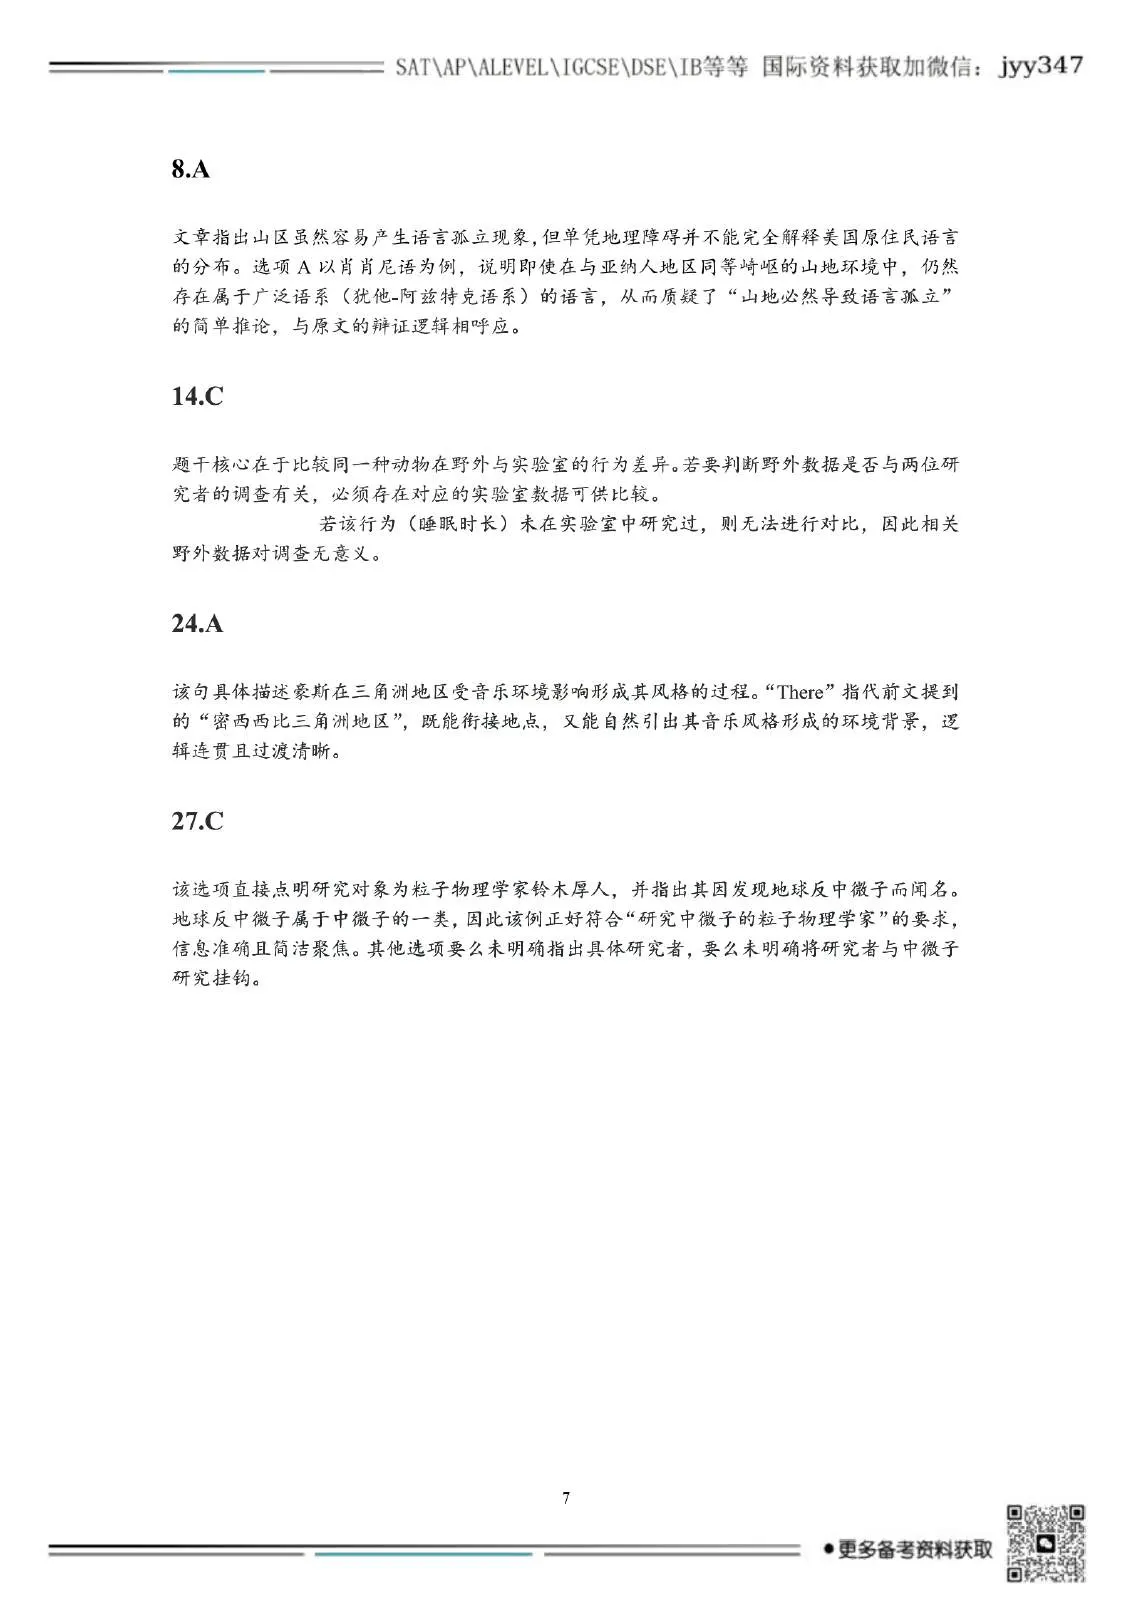 SAT\AP\ALEVEL\IGCSE\DSE\IB等等 国际资料获取加微信：jyy347
8.A
文章指出山区虽然容易产生语言孤立现象，但单凭地理障碍并不能完全解释美国原住民语言
的分布。选项 A 以肖肖尼语为例，说明即使在与亚纳人地区同等崎岖的山地环境中，仍然
存在属于广泛语系（犹他-阿兹特克语系）的语言，从而质疑了“山地必然导致语言孤立”
的简单推论，与原文的辩证逻辑相呼应。
14.C
题干核心在于比较同一种动物在野外与实验室的行为差异。若要判断野外数据是否与两位研
究者的调查有关，必须存在对应的实验室数据可供比较。
若该行为（睡眠时长）未在实验室中研究过，则无法进行对比，因此相关
野外数据对调查无意义。
24.A
该句具体描述豪斯在三角洲地区受音乐环境影响形成其风格的过程。“There”指代前文提到
的“密西西比三角洲地区”，既能衔接地点，又能自然引出其音乐风格形成的环境背景，逻
辑连贯且过渡清晰。
27.C
该选项直接点明研究对象为粒子物理学家铃木厚人，并指出其因发现地球反中微子而闻名。
地球反中微子属于中微子的一类，因此该例正好符合“研究中微子的粒子物理学家”的要求，
信息准确且简洁聚焦。其他选项要么未明确指出具体研究者，要么未明确将研究者与中微子
研究挂钩。
7
●更多备考资料获取